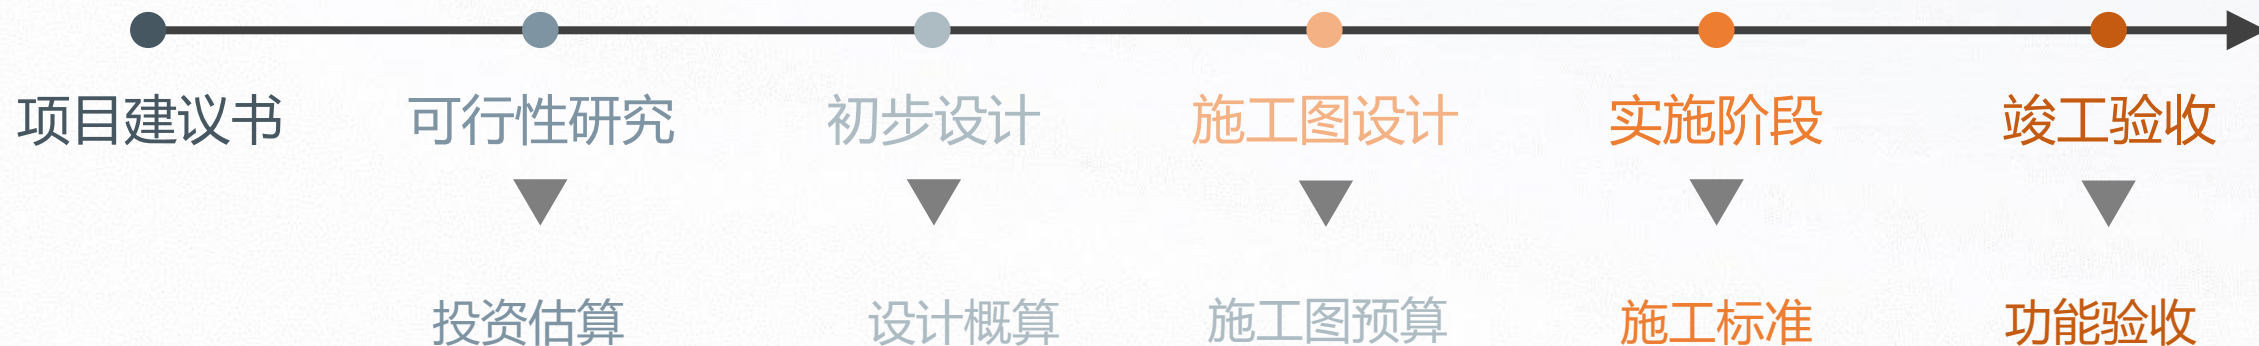 项目建议书 可行性研究 初步设计 施工图设计 实施阶段 竣工验收
投资估算 设计概算 施工图预算 施工标准 功能验收